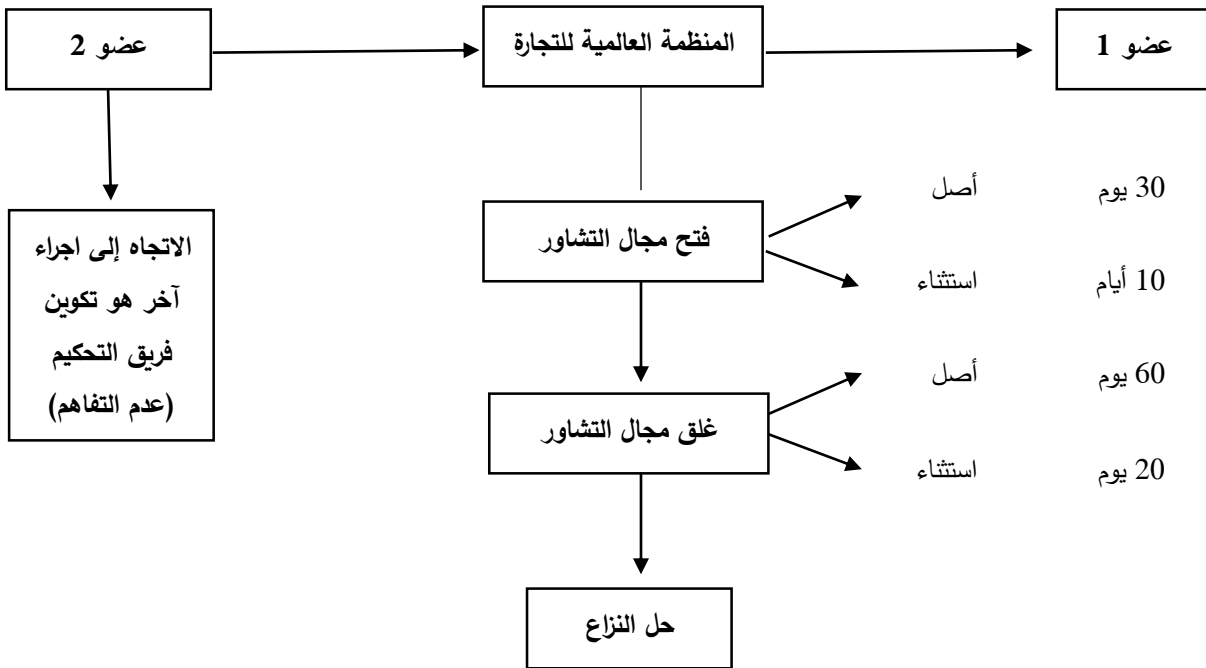 عضو 1
المنظمة العالمية للتجارة
عضو 2
30 يوم
أصل
فتح مجال التشاور
10 أيام
استثناء
الاتجاه إلى اجراء
آخر هو تكوين
فريق التحكيم
(عدم التفاهم)
60 يوم
أصل
غلق مجال التشاور
20 يوم
استثناء
حل النزاع